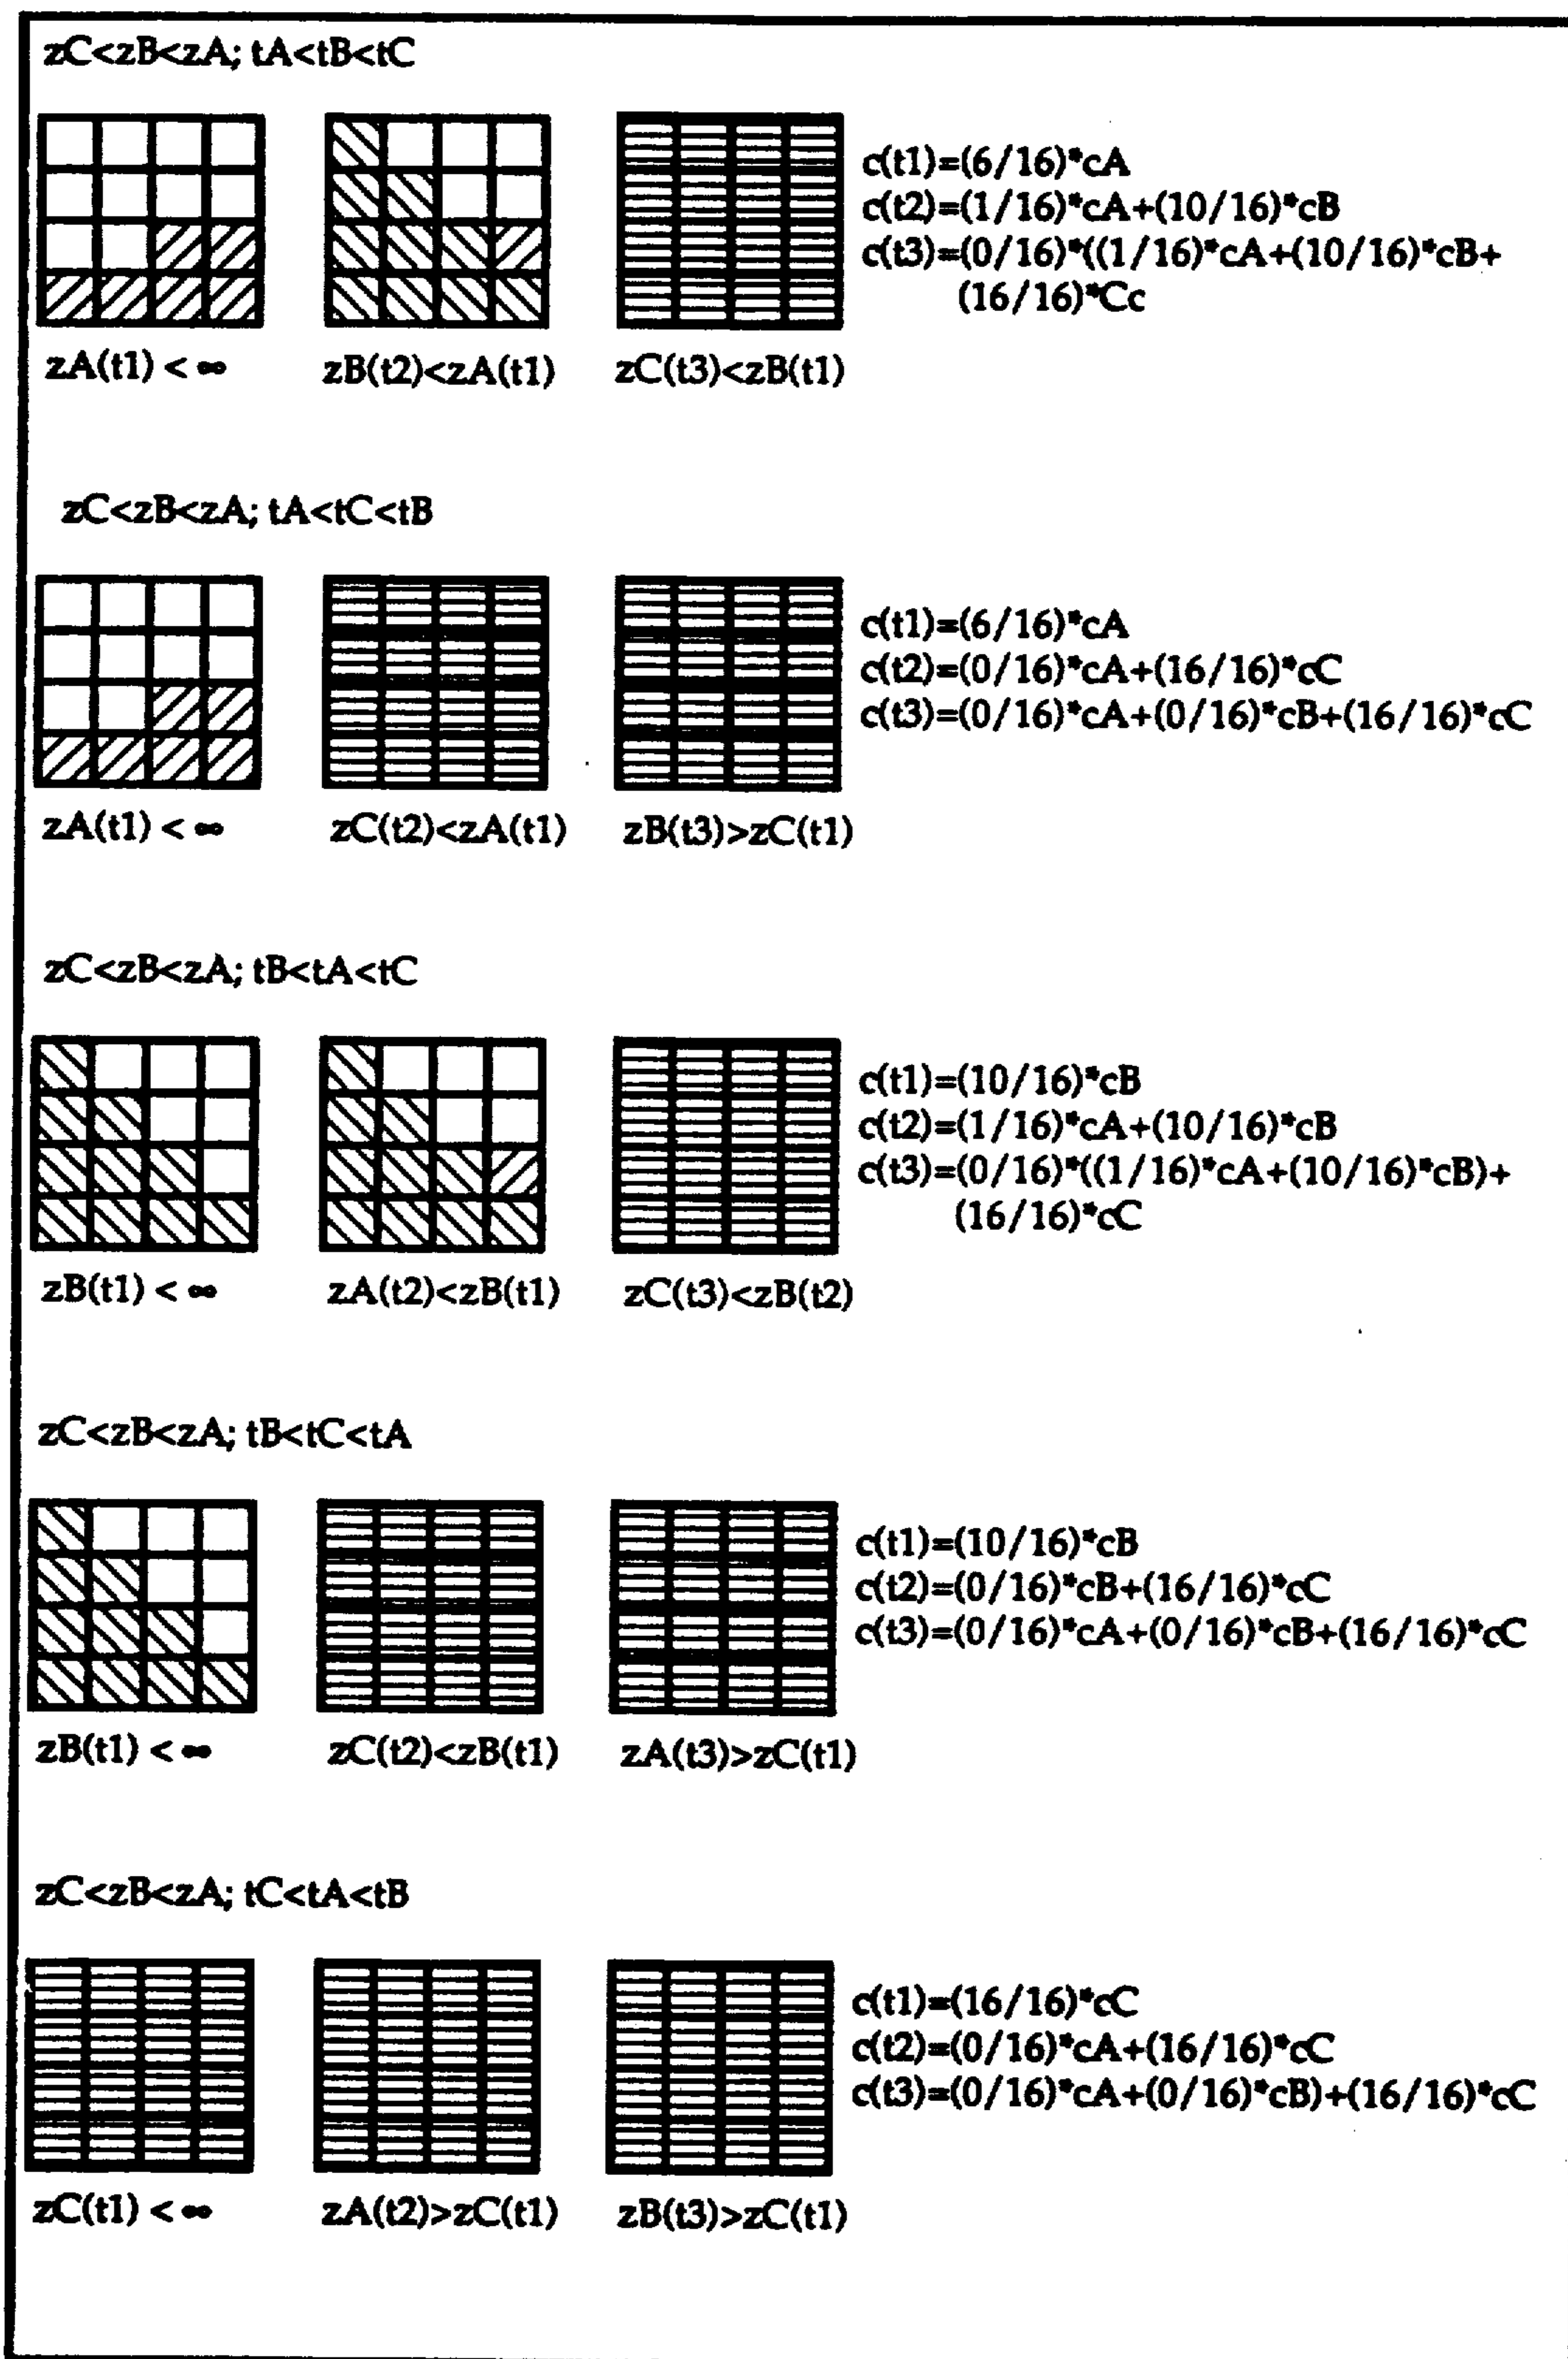 zC<zB<zA; tA<tB<tC
c(t1)=(6/16)*cA
c(t2)=(1/16)*cA+(10/16)*cB
c(t3)=(0/16)*((1/16)*cA+(10/16)*cB+
(16/16)*Cc
zA(t1) < ∞
zB(t2)<zA(t1)
zC(t3)<zB(t1)
zC<zB<zA; tA<tC<tB
c(t1)=(6/16)*cA
c(t2)=(0/16)*cA+(16/16)*cC
c(t3)=(0/16)*cA+(0/16)*cB+(16/16)*cC
zA(t1) < ∞
zC(t2)<zA(t1)
zB(t3)>zC(t1)
zC<zB<zA; tB<tA<tC
c(t1)=(10/16)*cB
c(t2)=(1/16)*cA+(10/16)*cB
c(t3)=(0/16)*((1/16)*cA+(10/16)*cB)+
(16/16)*cC
zB(t1) < ∞
zA(t2)<zB(t1)
zC(t3)<zB(t2)
zC<zB<zA; tB<tC<tA
c(t1)=(10/16)*cB
c(t2)=(0/16)*cB+(16/16)*cC
c(t3)=(0/16)*cA+(0/16)*cB+(16/16)*cC
zB(t1) < ∞
zC(t2)<zB(t1)
zA(t3)>zC(t1)
zC<zB<zA; tC<tA<tB
c(t1)=(16/16)*cC
c(t2)=(0/16)*cA+(16/16)*cC
c(t3)=(0/16)*cA+(0/16)*cB)+(16/16)*cC
zC(t1) < ∞
zA(t2)>zC(t1)
zB(t3)>zC(t1)